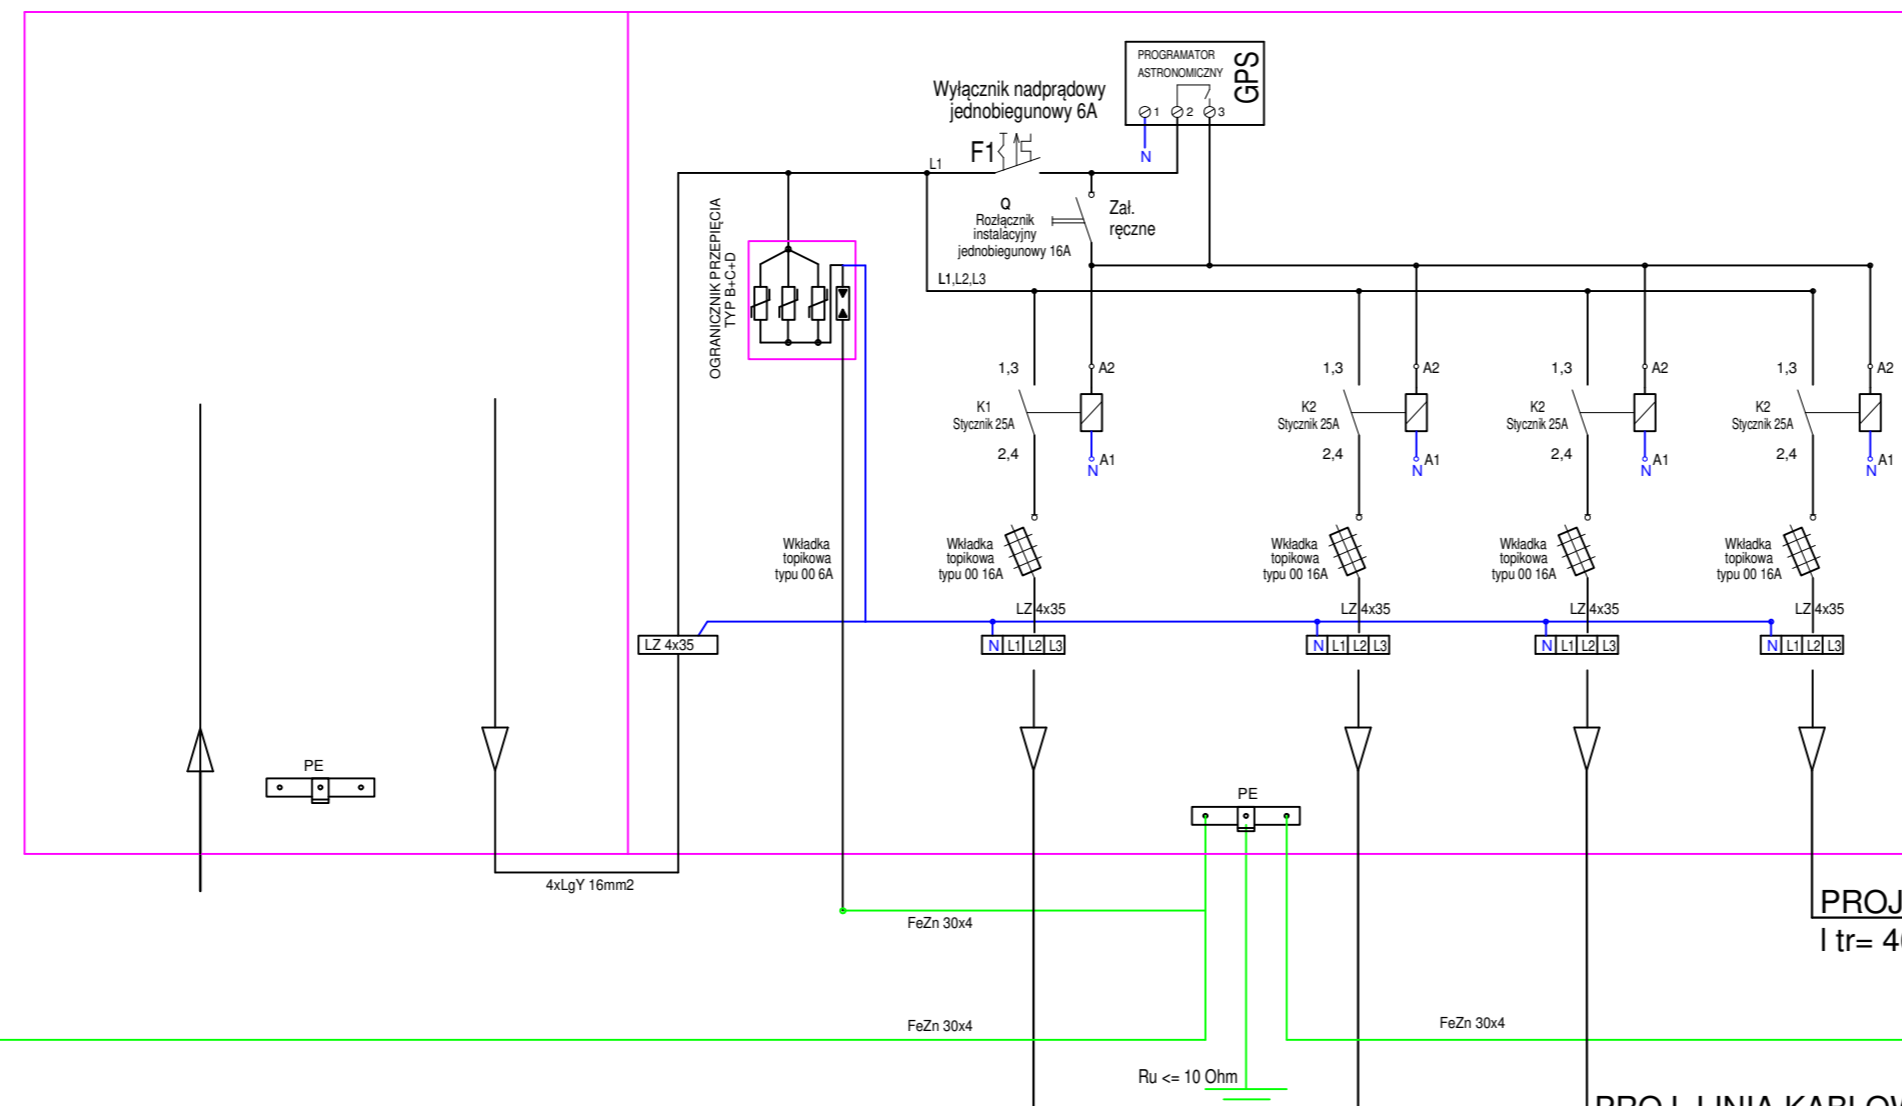 PROGRAMATOR
ASTRONOMICZNY
GPS
1 2 3
N
Wyłącznik nadprądowy
jednobiegunowy 6A
F1
L1
Q
Rozłącznik
instalacyjny
jednobiegunowy 16A
Zał.
ręczne
OGRANICZNIK PRZEPIĘCIA
TYP B+C+D
L1,L2,L3
1,3 A2 1,3 A2 1,3 A2 1,3 A2
K1
Stycznik 25A
K2
Stycznik 25A
K2
Stycznik 25A
K2
Stycznik 25A
2,4 A1 2,4 A1 2,4 A1 2,4 A1
N N N N
Wkładka
topikowa
typu 00 6A
Wkładka
topikowa
typu 00 16A
Wkładka
topikowa
typu 00 16A
Wkładka
topikowa
typu 00 16A
Wkładka
topikowa
typu 00 16A
LZ 4x35 LZ 4x35 LZ 4x35 LZ 4x35
LZ 4x35
N L1 L2 L3 N L1 L2 L3 N L1 L2 L3 N L1 L2 L3
PE
PE
4xLgY 16mm2
FeZn 30x4
PROJ
l tr= 4
FeZn 30x4
FeZn 30x4
Ru <= 10 Ohm
PROJ. LINIA KABLOW